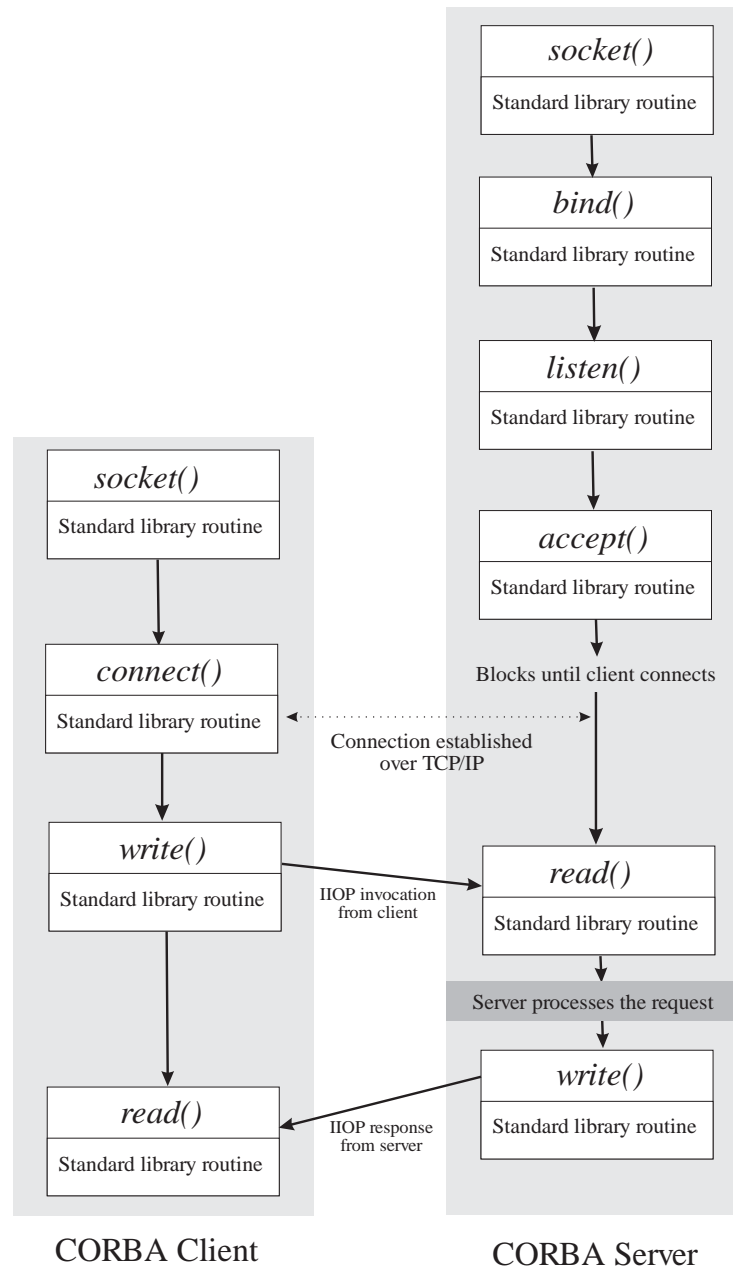 socket()
Standard library routine
bind()
Standard library routine
listen()
Standard library routine
accept()
Standard library routine
Blocks until client connects
socket()
Standard library routine
connect()
Standard library routine
Connection established
over TCP/IP
write()
Standard library routine
IIOP invocation
from client
read()
Standard library routine
Server processes the request
write()
Standard library routine
IIOP response
from server
read()
Standard library routine
CORBA Client
CORBA Server